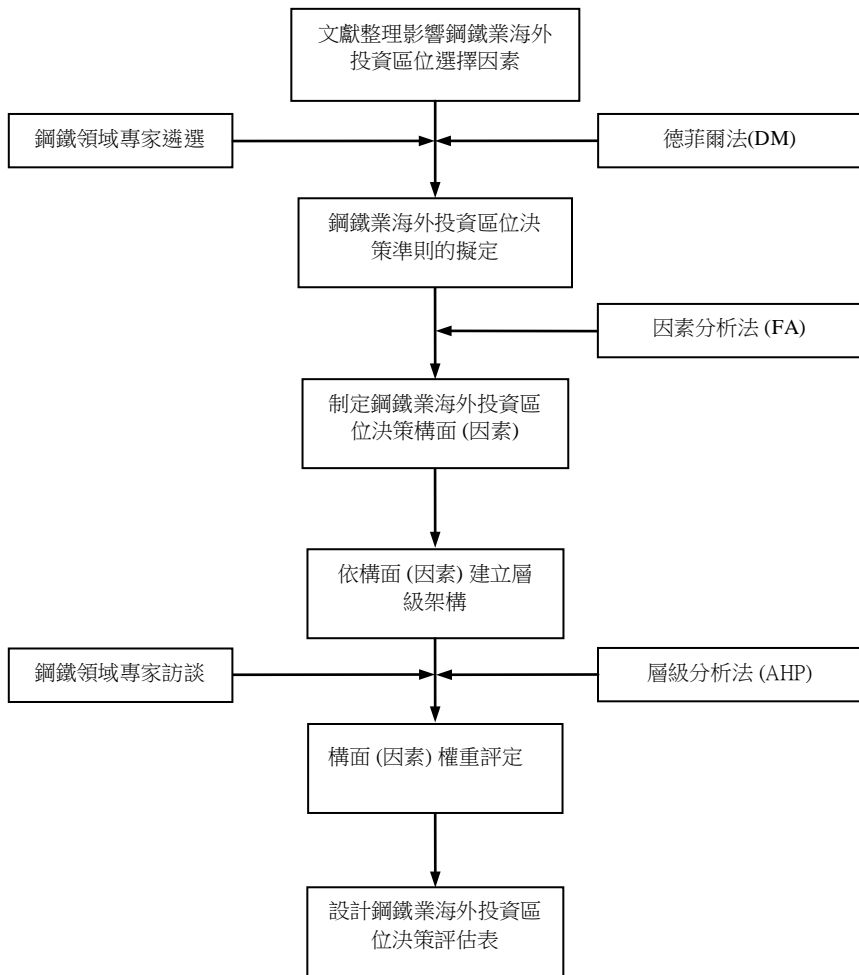 文獻整理影響鋼鐵業海外
投資區位選擇因素
鋼鐵領域專家遴選
德菲爾法(DM)
鋼鐵業海外投資區位決
策準則的擬定
因素分析法 (FA)
制定鋼鐵業海外投資區
位決策構面 (因素)
依構面 (因素) 建立層
級架構
鋼鐵領域專家訪談
層級分析法 (AHP)
構面 (因素) 權重評定
設計鋼鐵業海外投資區
位決策評估表